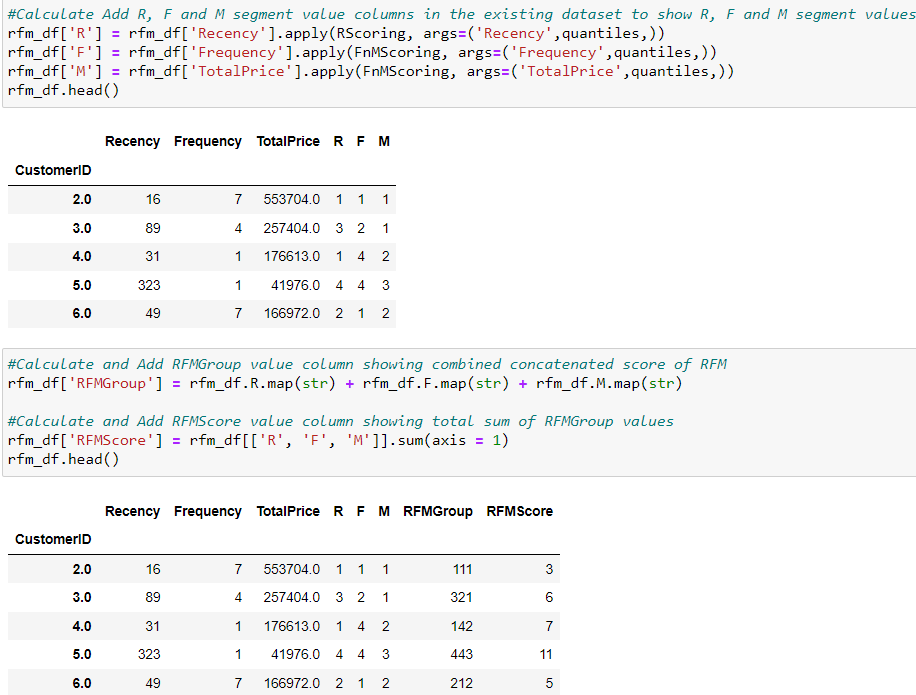 #Calculate Add R, F and M segment value columns in the existing dataset to show R, F and M segment values
rfm_df['R'] = rfm_df['Recency'].apply(RScoring, args=('Recency',quantiles,))
rfm_df['F'] = rfm_df['Frequency'].apply(FnMScoring, args=('Frequency',quantiles,))
rfm_df['M'] = rfm_df['TotalPrice'].apply(FnMScoring, args=('TotalPrice',quantiles,))
rfm_df.head()
Recency Frequency TotalPrice R F M
CustomerID
2.0 16 7 553704.0 1 1 1
3.0 89 4 257404.0 3 2 1
4.0 31 1 176613.0 1 4 2
5.0 323 1 41976.0 4 4 3
6.0 49 7 166972.0 2 1 2
#Calculate and Add RFMGroup value column showing combined concatenated score of RFM
rfm_df['RFMGroup'] = rfm_df.R.map(str) + rfm_df.F.map(str) + rfm_df.M.map(str)
#Calculate and Add RFMScore value column showing total sum of RFMGroup values
rfm_df['RFMScore'] = rfm_df[['R', 'F', 'M']].sum(axis = 1)
rfm_df.head()
Recency Frequency TotalPrice R F M RFMGroup RFMScore
CustomerID
2.0 16 7 553704.0 1 1 1 111 3
3.0 89 4 257404.0 3 2 1 321 6
4.0 31 1 176613.0 1 4 2 142 7
5.0 323 1 41976.0 4 4 3 443 11
6.0 49 7 166972.0 2 1 2 212 5